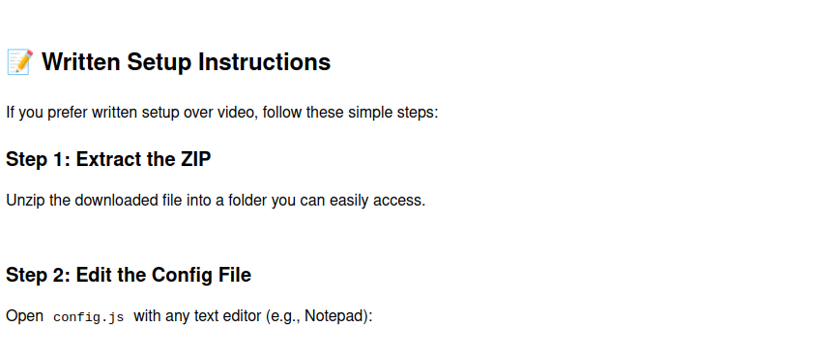 📝 Written Setup Instructions
If you prefer written setup over video, follow these simple steps:
Step 1: Extract the ZIP
Unzip the downloaded file into a folder you can easily access.
Step 2: Edit the Config File
Open config.js with any text editor (e.g., Notepad):